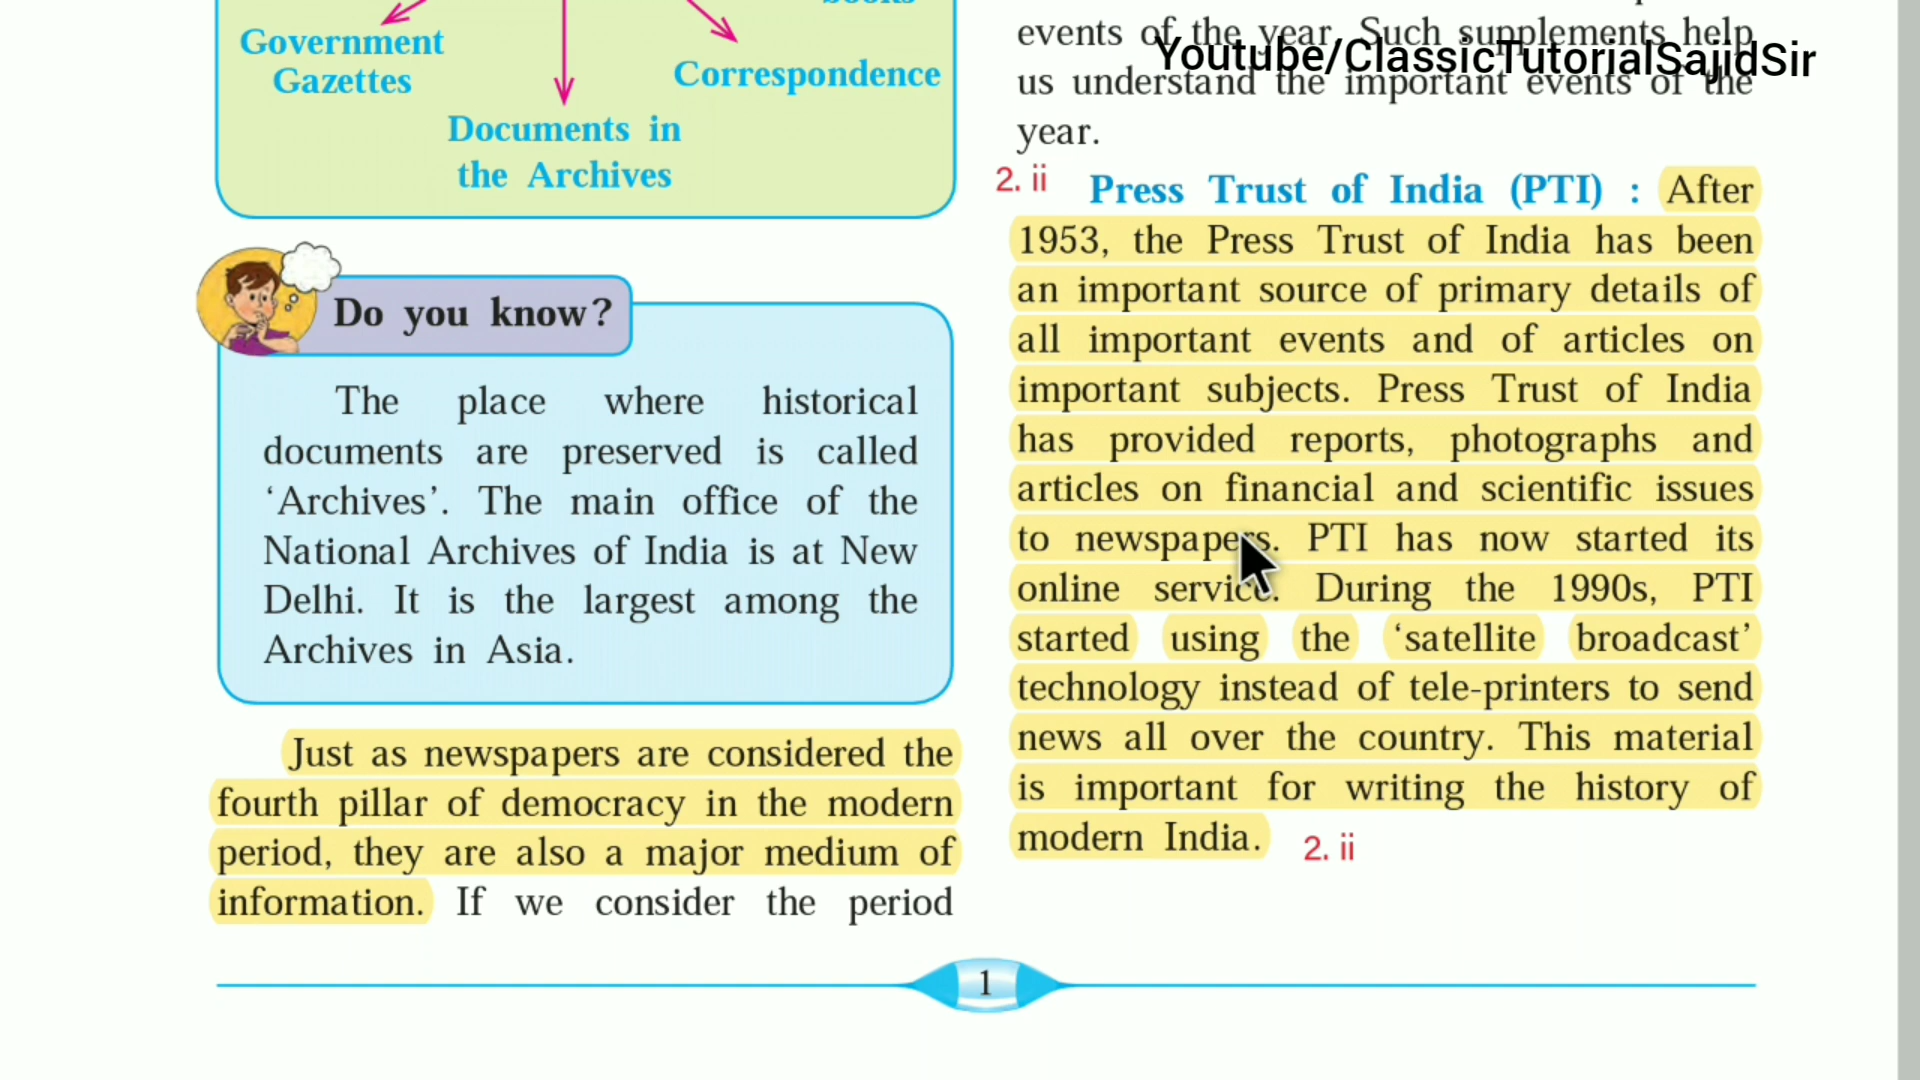 books
Government
Gazettes
Correspondence
Documents in
the Archives
Do you know?
The place where historical
documents are preserved is called
‘Archives’. The main office of the
National Archives of India is at New
Delhi. It is the largest among the
Archives in Asia.
Just as newspapers are considered the
fourth pillar of democracy in the modern
period, they are also a major medium of
information. If we consider the period
events of the year. Such supplements help
Youtube/ClassicTutorialSajidSir
us understand the important events of the
year.
2. ii
Press Trust of India (PTI) : After
1953, the Press Trust of India has been
an important source of primary details of
all important events and of articles on
important subjects. Press Trust of India
has provided reports, photographs and
articles on financial and scientific issues
to newspapers. PTI has now started its
online service. During the 1990s, PTI
started using the ‘satellite broadcast’
technology instead of tele-printers to send
news all over the country. This material
is important for writing the history of
modern India. 2. ii
1